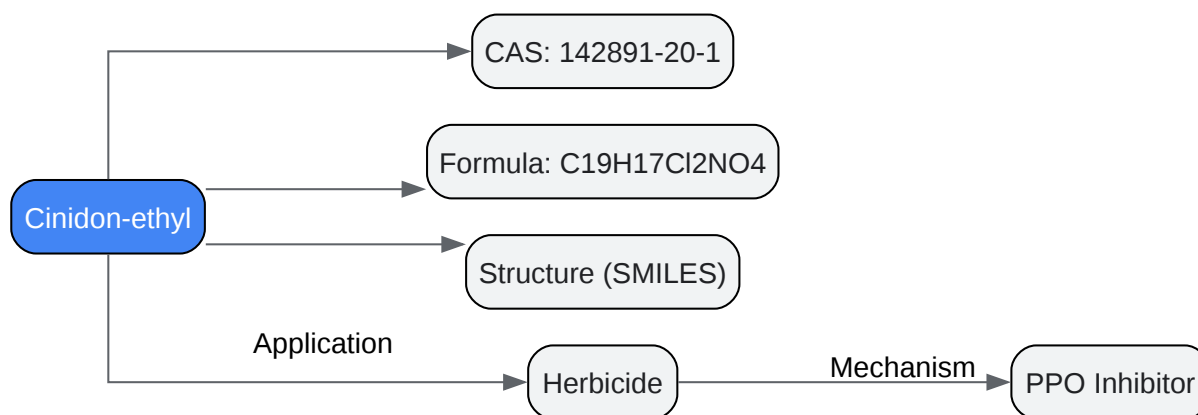 CAS: 142891-20-1
Formula: C19H17Cl2NO4
Cinidon-ethyl
Structure (SMILES)
Application
Herbicide
Mechanism
PPO Inhibitor